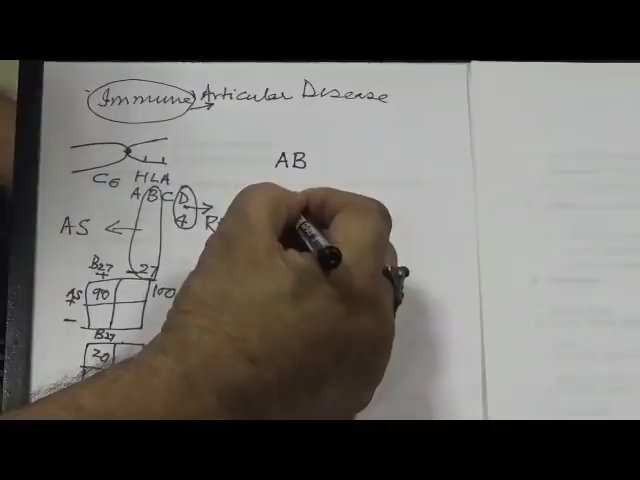 Immune Articular Disease
C6 HLA
AB
A B C D
4
AS
B27
27
AS 90 100
B27
20